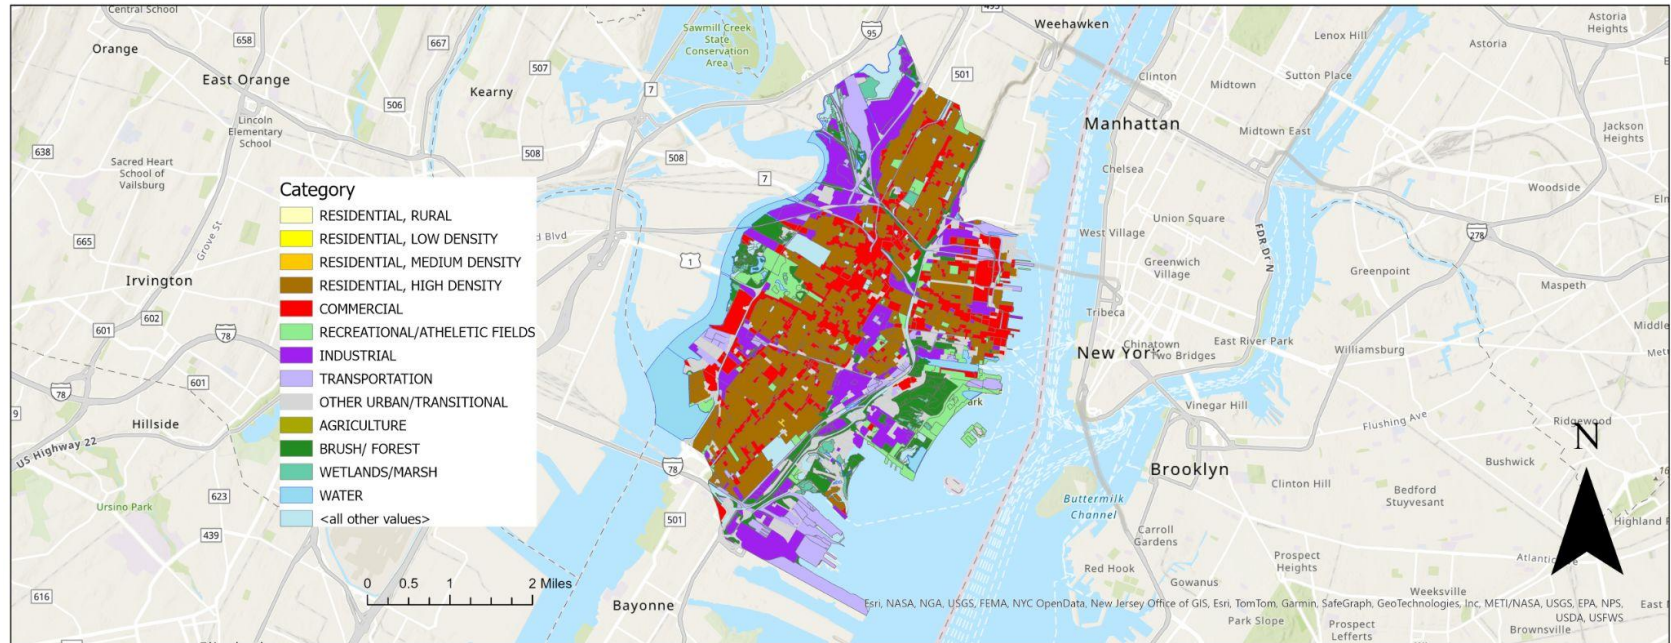 Central School
495
Weehawken
Astoria
Heights
Orange
658
667
Sawmill Creek
State
Conservation
Area
95
Lenox Hill
Astoria
East Orange
507
501
Clinton
Midtown
Sutton Place
Kearny
7
506
Lincoln
Elementary
School
Manhattan
Midtown East
Jackson
Heights
638
Sacred Heart
School of
Vailsburg
508
508
7
Chelsea
Woodside
Category
RESIDENTIAL, RURAL
RESIDENTIAL, LOW DENSITY
RESIDENTIAL, MEDIUM DENSITY
RESIDENTIAL, HIGH DENSITY
COMMERCIAL
RECREATIONAL/ATHELETIC FIELDS
INDUSTRIAL
TRANSPORTATION
OTHER URBAN/TRANSITIONAL
AGRICULTURE
BRUSH/ FOREST
WETLANDS/MARSH
WATER
<all other values>
Grove St
665
d Blvd
1
Union Square
West Village
FDR Dr N
278
Greenwich
Village
Greenpoint
Irvington
Maspeth
602
601
78
Tribeca
Chinatown
East River Park
Williamsburg
New York
Two Bridges
601
78
9
Hillside
ark
Vinegar Hill
Flushing Ave
Ridgewood
N
US Highway 22
78
Brooklyn
Bushwick
623
Clinton Hill
Bedford
Stuyvesant
Ursino Park
Buttermilk
Channel
501
439
Carroll
Gardens
Highland
Prospect
Heights
Red Hook
Gowanus
0 0.5 1 2 Miles
616
Bayonne
Weeksville
Esri, NASA, NGA, USGS, FEMA, NYC OpenData, New Jersey Office of GIS, Esri, TomTom, Garmin, SafeGraph, GeoTechnologies, Inc, METI/NASA, USGS, EPA, NPS,
USDA, USFWS
Park Slope
Prospect
Lefferts
Brownsville